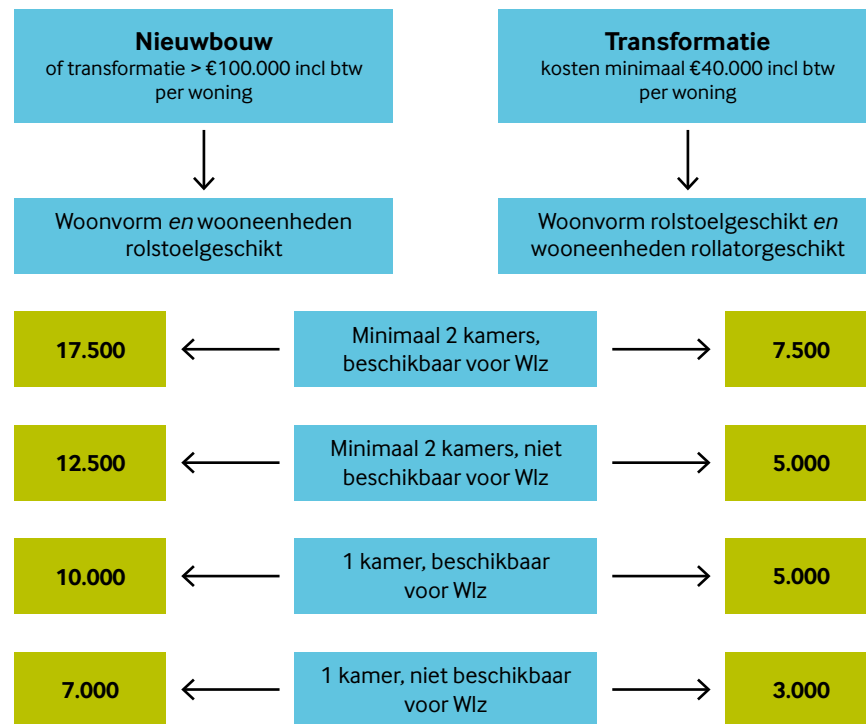 Nieuwbouw
of transformatie > €100.000 incl btw
per woning
Transformatie
kosten minimaal €40.000 incl btw
per woning
Woonvorm en wooneenheden
rolstoelgeschikt
Woonvorm rolstoelgeschikt en
wooneenheden rollatorgeschikt
17.500
Minimaal 2 kamers,
beschikbaar voor Wlz
7.500
12.500
Minimaal 2 kamers, niet
beschikbaar voor Wlz
5.000
10.000
1 kamer, beschikbaar
voor Wlz
5.000
7.000
1 kamer, niet beschikbaar
voor Wlz
3.000